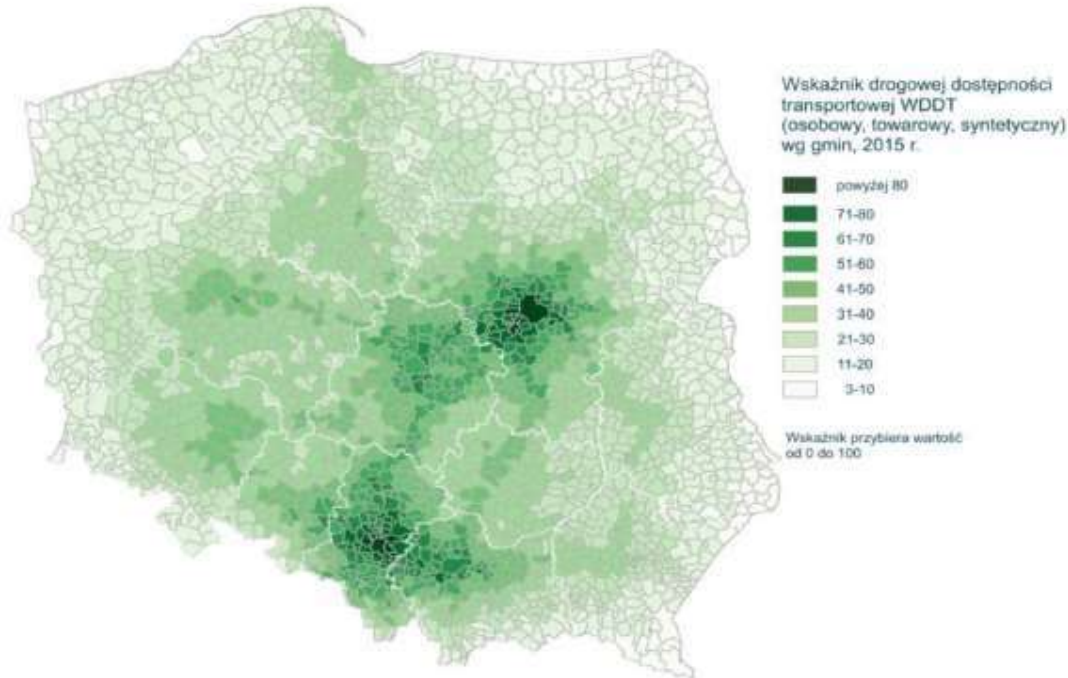 Wskaźnik drogowej dostępności
transportowej WDDT
(osobowy, towarowy, syntetyczny)
wg gmin, 2015 r.
powyżej 80
71-80
61-70
51-60
41-50
31-40
21-30
11-20
3-10
Wskaźnik przybiera wartość
od 0 do 100